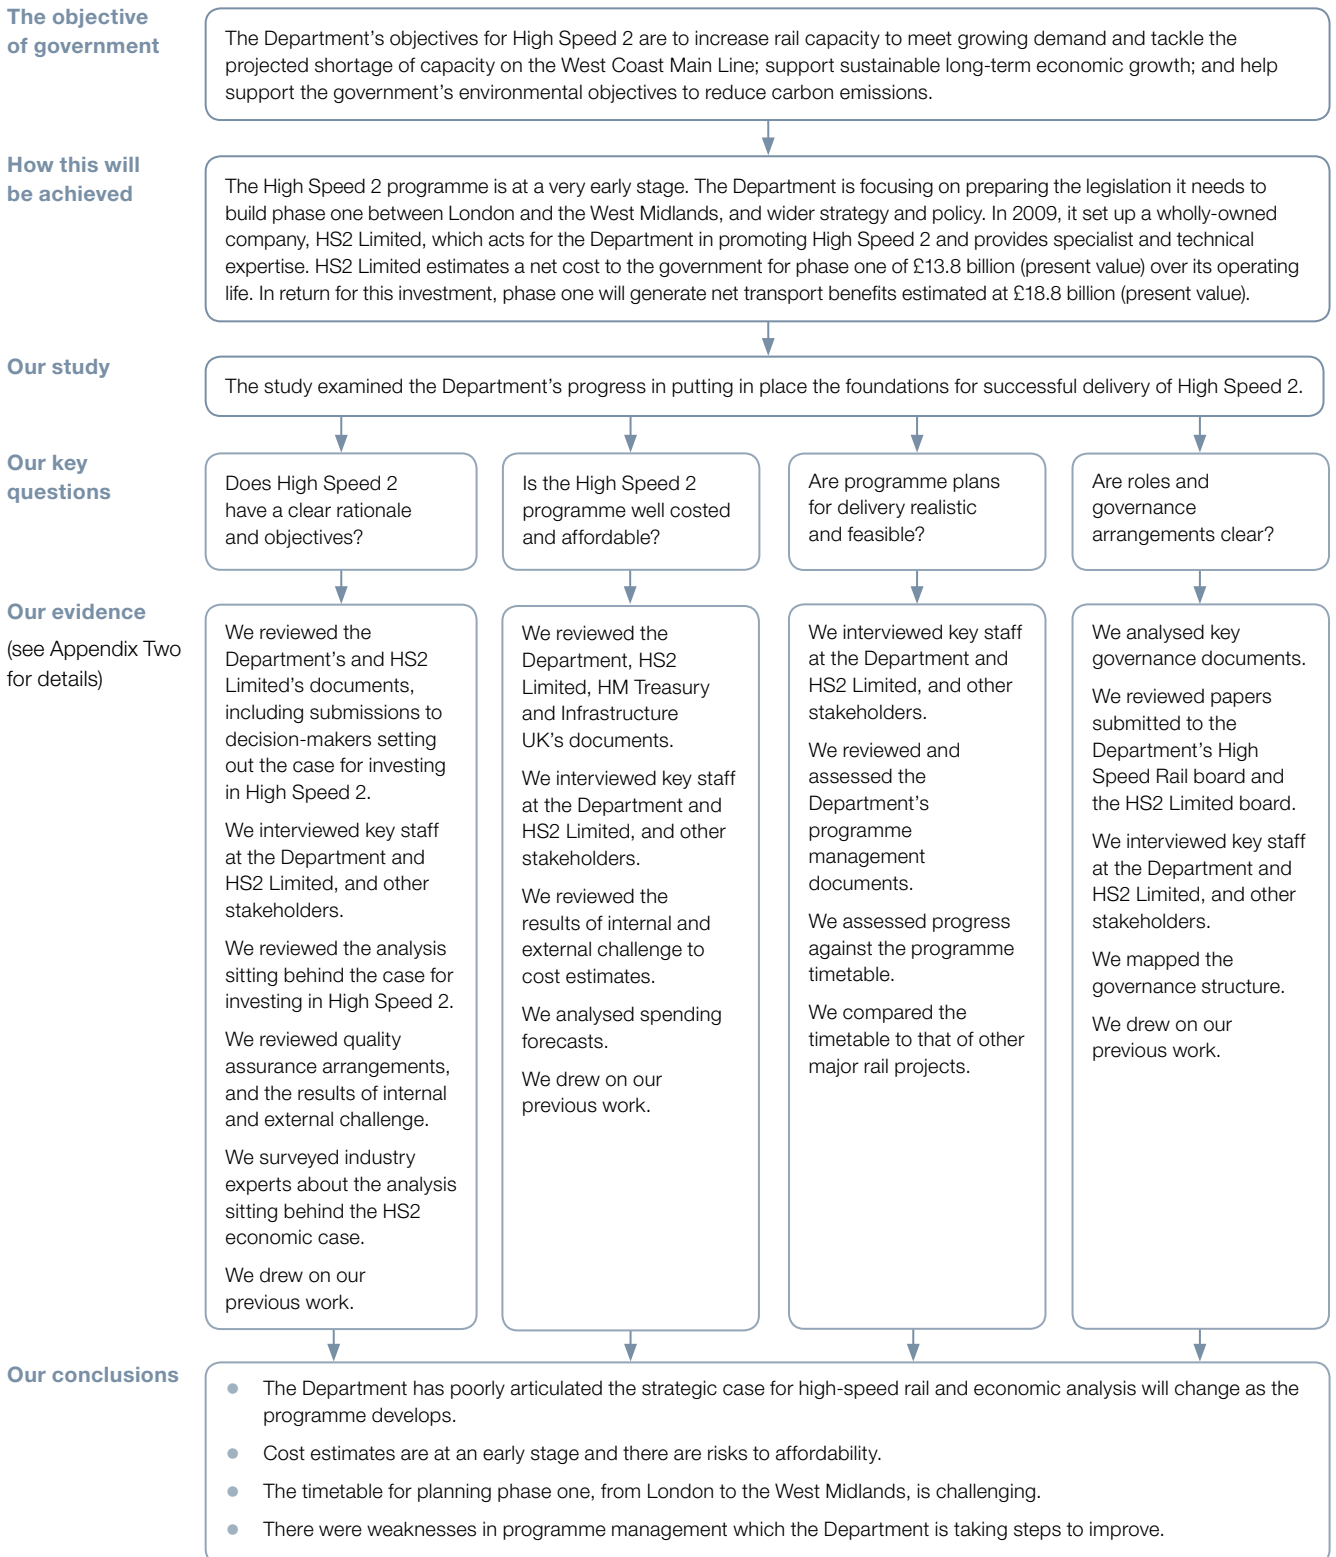 The objective
of government
The Department's objectives for High Speed 2 are to increase rail capacity to meet growing demand and tackle the
projected shortage of capacity on the West Coast Main Line; support sustainable long-term economic growth; and help
support the government's environmental objectives to reduce carbon emissions.
How this will
be achieved
The High Speed 2 programme is at a very early stage. The Department is focusing on preparing the legislation it needs to
build phase one between London and the West Midlands, and wider strategy and policy. In 2009, it set up a wholly-owned
company, HS2 Limited, which acts for the Department in promoting High Speed 2 and provides specialist and technical
expertise. HS2 Limited estimates a net cost to the government for phase one of £13.8 billion (present value) over its operating
life. In return for this investment, phase one will generate net transport benefits estimated at £18.8 billion (present value).
Our study
The study examined the Department's progress in putting in place the foundations for successful delivery of High Speed 2.
Our key
questions
Does High Speed 2
have a clear rationale
and objectives?
Is the High Speed 2
programme well costed
and affordable?
Are programme plans
for delivery realistic
and feasible?
Are roles and
governance
arrangements clear?
Our evidence
(see Appendix Two
for details)
We reviewed the
Department's and HS2
Limited's documents,
including submissions to
decision-makers setting
out the case for investing
in High Speed 2.
We interviewed key staff
at the Department and
HS2 Limited, and other
stakeholders.
We reviewed the analysis
sitting behind the case for
investing in High Speed 2.
We reviewed quality
assurance arrangements,
and the results of internal
and external challenge.
We surveyed industry
experts about the analysis
sitting behind the HS2
economic case.
We drew on our
previous work.
We reviewed the
Department, HS2
Limited, HM Treasury
and Infrastructure
UK's documents.
We interviewed key staff
at the Department and
HS2 Limited, and other
stakeholders.
We reviewed the
results of internal and
external challenge to
cost estimates.
We analysed spending
forecasts.
We drew on our
previous work.
We interviewed key staff
at the Department and
HS2 Limited, and other
stakeholders.
We reviewed and
assessed the
Department's
programme
management
documents.
We assessed progress
against the programme
timetable.
We compared the
timetable to that of other
major rail projects.
We analysed key
governance documents.
We reviewed papers
submitted to the
Department's High
Speed Rail board and
the HS2 Limited board.
We interviewed key staff
at the Department and
HS2 Limited, and other
stakeholders.
We mapped the
governance structure.
We drew on our
previous work.
Our conclusions
● The Department has poorly articulated the strategic case for high-speed rail and economic analysis will change as the
programme develops.
● Cost estimates are at an early stage and there are risks to affordability.
● The timetable for planning phase one, from London to the West Midlands, is challenging.
● There were weaknesses in programme management which the Department is taking steps to improve.